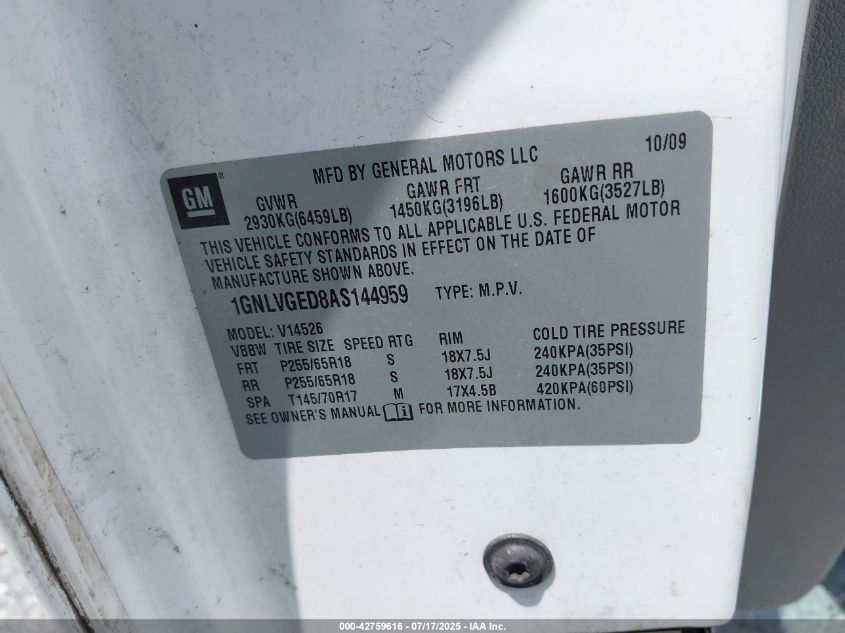 MFD BY GENERAL MOTORS LLC 10/09
GM®
GVWR GAWR FRT GAWR RR
2930KG(6459LB) 1450KG(3196LB) 1600KG(3527LB)
THIS VEHICLE CONFORMS TO ALL APPLICABLE U.S. FEDERAL MOTOR
VEHICLE SAFETY STANDARDS IN EFFECT ON THE DATE OF
MANUFACTURE SHOWN ABOVE.
1GNLVGED8AS144959 TYPE: M.P.V.
MODEL: V14526
VBBW TIRE SIZE SPEED RTG RIM COLD TIRE PRESSURE
FRT P255/65R18 S 18X7.5J 240KPA(35PSI)
RR P255/65R18 S 18X7.5J 240KPA(35PSI)
SPA T145/70R17 M 17X4.5B 420KPA(60PSI)
SEE OWNER'S MANUAL i FOR MORE INFORMATION.
000-42759616 - 07/17/2025 - IAA Inc.